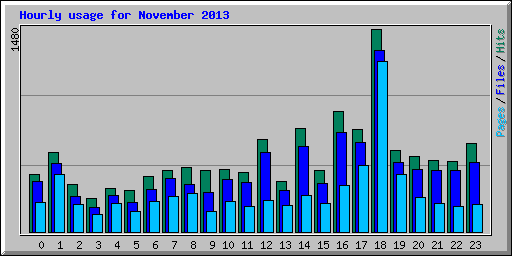 Hourly usage for November 2013
1480
Pages/Files/Hits
0 1 2 3 4 5 6 7 8 9 10 11 12 13 14 15 16 17 18 19 20 21 22 23